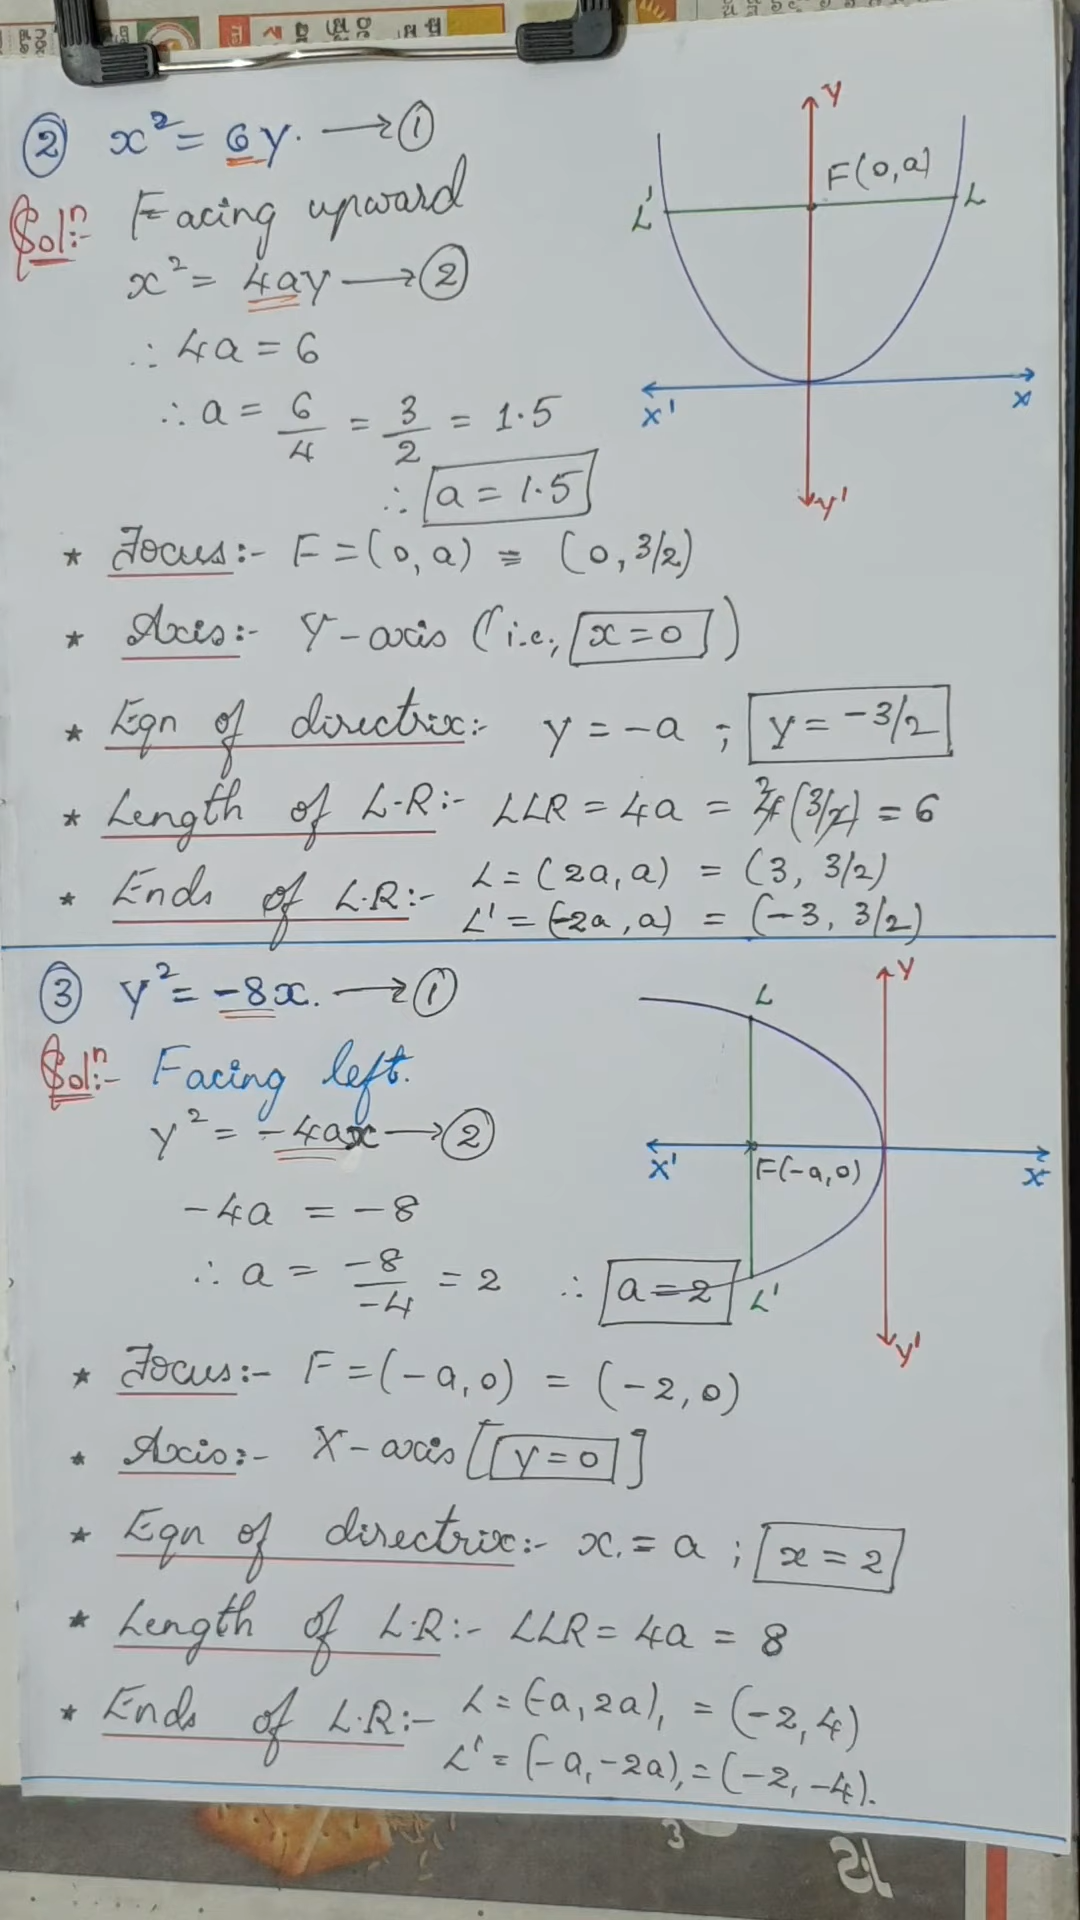 ② x² = 6y. ⟶ ①
Solⁿ:- Facing upward
x² = 4ay ⟶ ②
∴ 4a = 6
∴ a = 6/4 = 3/2 = 1.5
∴ a = 1.5
Y
F(0,a)
L' L
X' X
Y'
* Focus:- F = (0, a) = (0, 3/2)
* Axis:- Y-axis (i.e., x = 0)
* Eqn of directrix:- y = -a ; y = -3/2
* Length of L.R:- LLR = 4a = 4(3/2) = 6
* Ends of L.R:- L = (2a, a) = (3, 3/2)
L' = (-2a, a) = (-3, 3/2)
③ y² = -8x. ⟶ ①
Solⁿ:- Facing left.
y² = -4ax ⟶ ②
-4a = -8
∴ a = -8/-4 = 2 ∴ a = 2
Y
L
X' F(-a,0) X
L'
Y'
* Focus:- F = (-a, 0) = (-2, 0)
* Axis:- X-axis [y = 0]
* Eqn of directrix:- x = a ; x = 2
* Length of L.R:- LLR = 4a = 8
* Ends of L.R:- L = (-a, 2a), = (-2, 4)
L' = (-a, -2a), = (-2, -4).